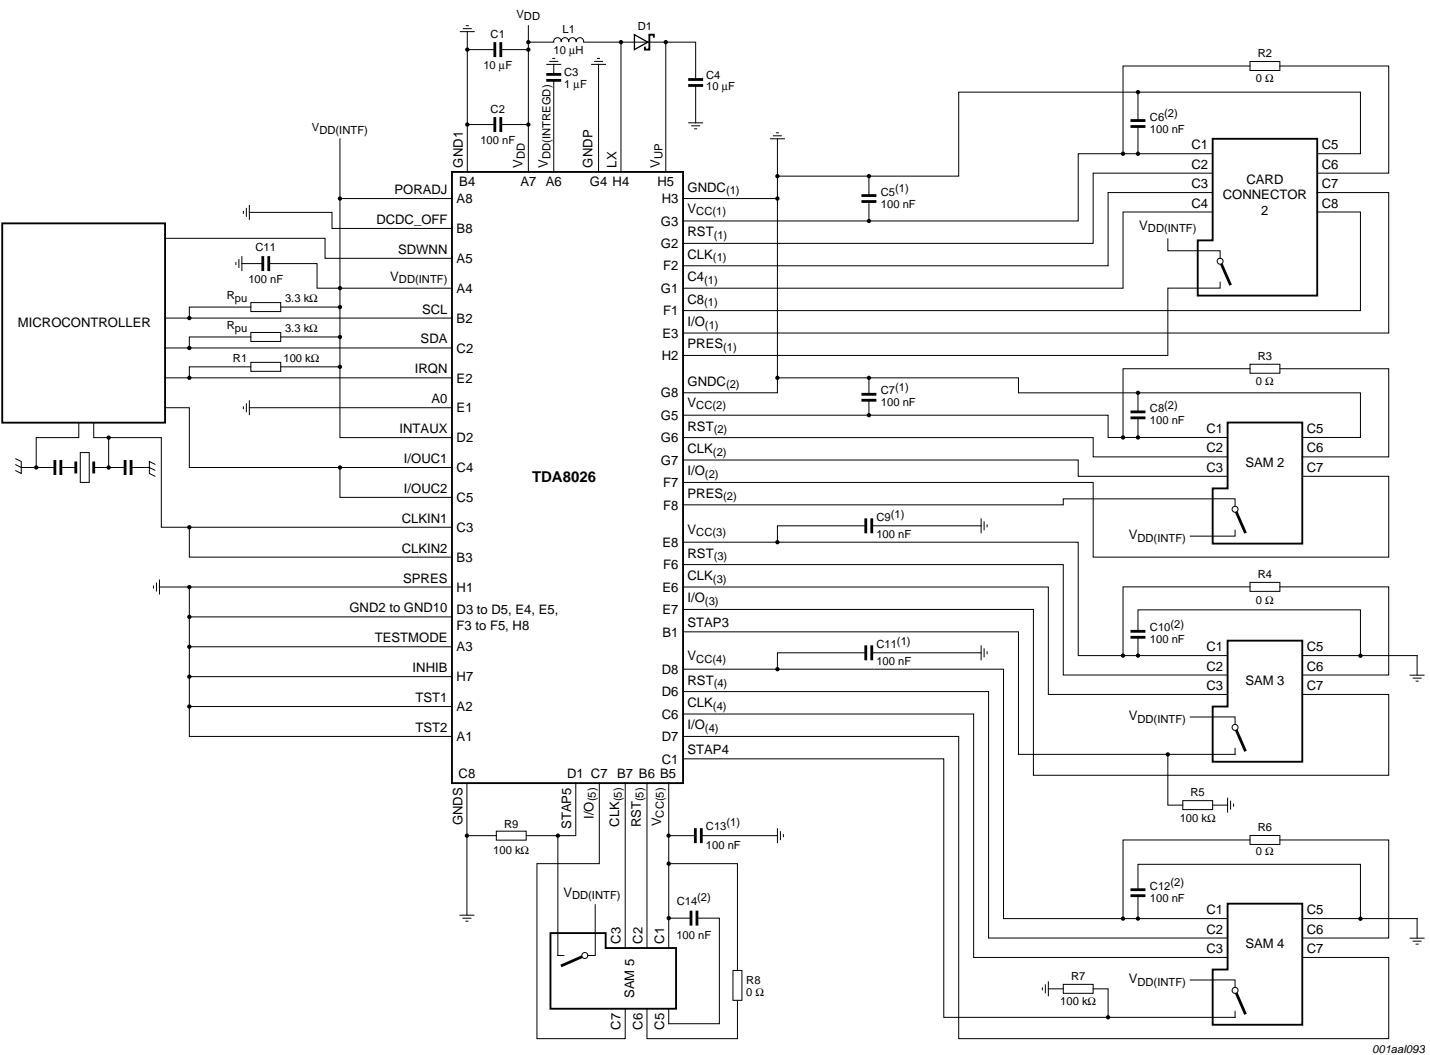 VDD
C1
10 µF
C2
100 nF
L1
10 µH
D1
C3
1 µF
C4
10 µF
VDD(INTF)
GND1
VDD
VDD(INTREGD)
GNDP
LX
VUP
B4
A7
A6
G4
H4
H5
MICROCONTROLLER
TDA8026
PORADJ
A8
DCDC_OFF
B8
SDWNN
A5
C11
100 nF
VDD(INTF)
A4
Rpu
3.3 kΩ
SCL
B2
Rpu
3.3 kΩ
SDA
C2
R1
100 kΩ
IRQN
E2
A0
E1
INTAUX
D2
I/OUC1
C4
I/OUC2
C5
CLKIN1
C3
CLKIN2
B3
SPRES
H1
GND2 to GND10
D3 to D5, E4, E5,
F3 to F5, H8
TESTMODE
A3
INHIB
H7
TST1
A2
TST2
A1
H3
GNDC(1)
G3
VCC(1)
G2
RST(1)
F2
CLK(1)
G1
C4(1)
F1
C8(1)
E3
I/O(1)
H2
PRES(1)
G8
GNDC(2)
G5
VCC(2)
G6
RST(2)
G7
CLK(2)
F7
I/O(2)
F8
PRES(2)
E8
VCC(3)
F6
RST(3)
E6
CLK(3)
E7
I/O(3)
B1
STAP3
D8
VCC(4)
D6
RST(4)
C6
CLK(4)
D7
I/O(4)
C1
STAP4
C5(1)
100 nF
C7(1)
100 nF
C9(1)
100 nF
C11(1)
100 nF
R2
0 Ω
C6(2)
100 nF
C1
C2
C3
C4
CARD
CONNECTOR
2
C5
C6
C7
C8
VDD(INTF)
R3
0 Ω
C8(2)
100 nF
C1
C2
C3
SAM 2
C5
C6
C7
VDD(INTF)
R4
0 Ω
C10(2)
100 nF
C1
C2
C3
SAM 3
C5
C6
C7
VDD(INTF)
R5
100 kΩ
R6
0 Ω
C12(2)
100 nF
C1
C2
C3
SAM 4
C5
C6
C7
VDD(INTF)
R7
100 kΩ
C8
D1
C7
B7
B6
B5
GNDS
STAP5
I/O(5)
CLK(5)
RST(5)
VCC(5)
R9
100 kΩ
C13(1)
100 nF
VDD(INTF)
C14(2)
100 nF
C3
C2
C1
SAM 5
C7
C6
C5
R8
0 Ω
001aal093